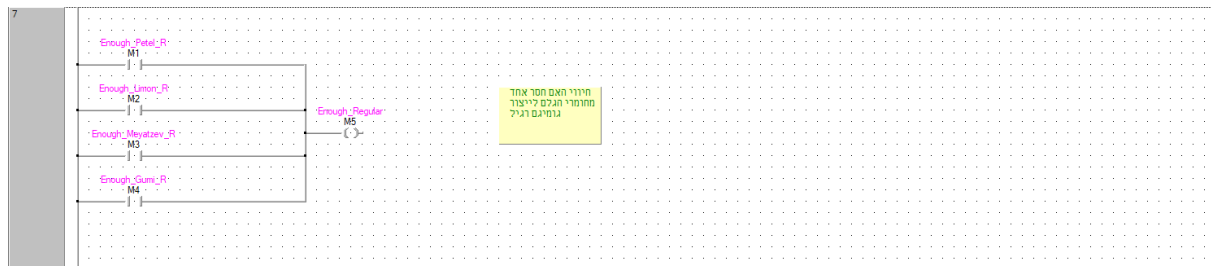 7
Enough_Petel_R
M1
Enough_Limon_R
M2
Enough_Regular
M5
Enough_Meyatzev_R
M3
Enough_Gumi_R
M4
חיווי האם חסר אחד
מחומרי הגלם לייצור
גומיגם רגיל